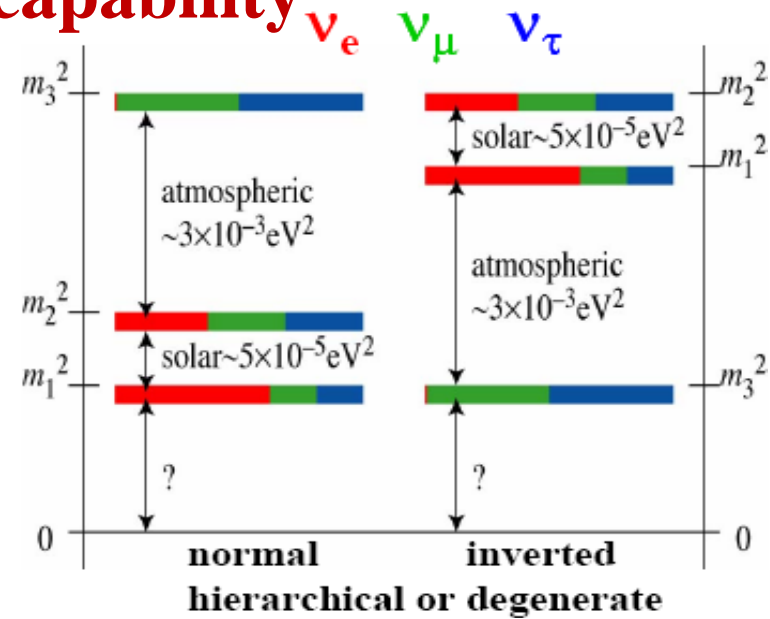 capability
νe νμ ντ
m3²
m2²
solar~5×10⁻⁵eV²
m1²
atmospheric
~3×10⁻³eV²
atmospheric
~3×10⁻³eV²
m2²
solar~5×10⁻⁵eV²
m1²
m3²
?
?
0
0
normal inverted
hierarchical or degenerate